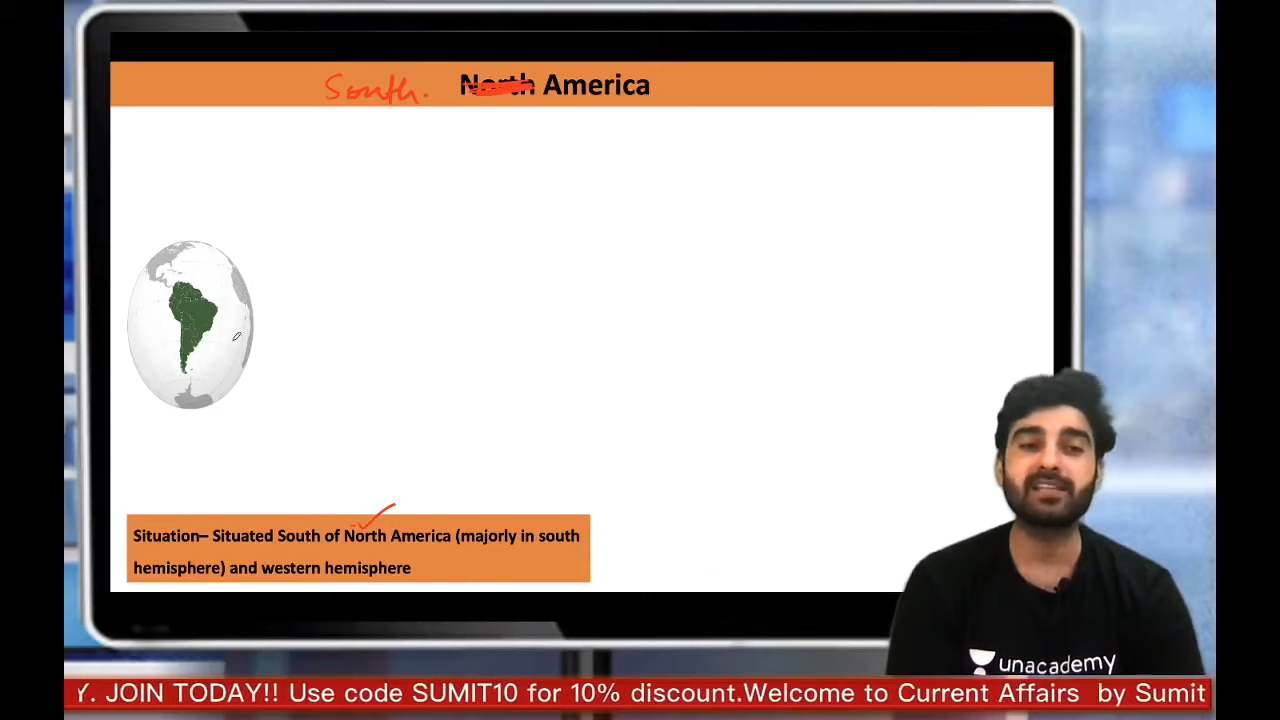 South. North America
Situation– Situated South of North America (majorly in south
hemisphere) and western hemisphere
unacademy
Y. JOIN TODAY!! Use code SUMIT10 for 10% discount.Welcome to Current Affairs by Sumit